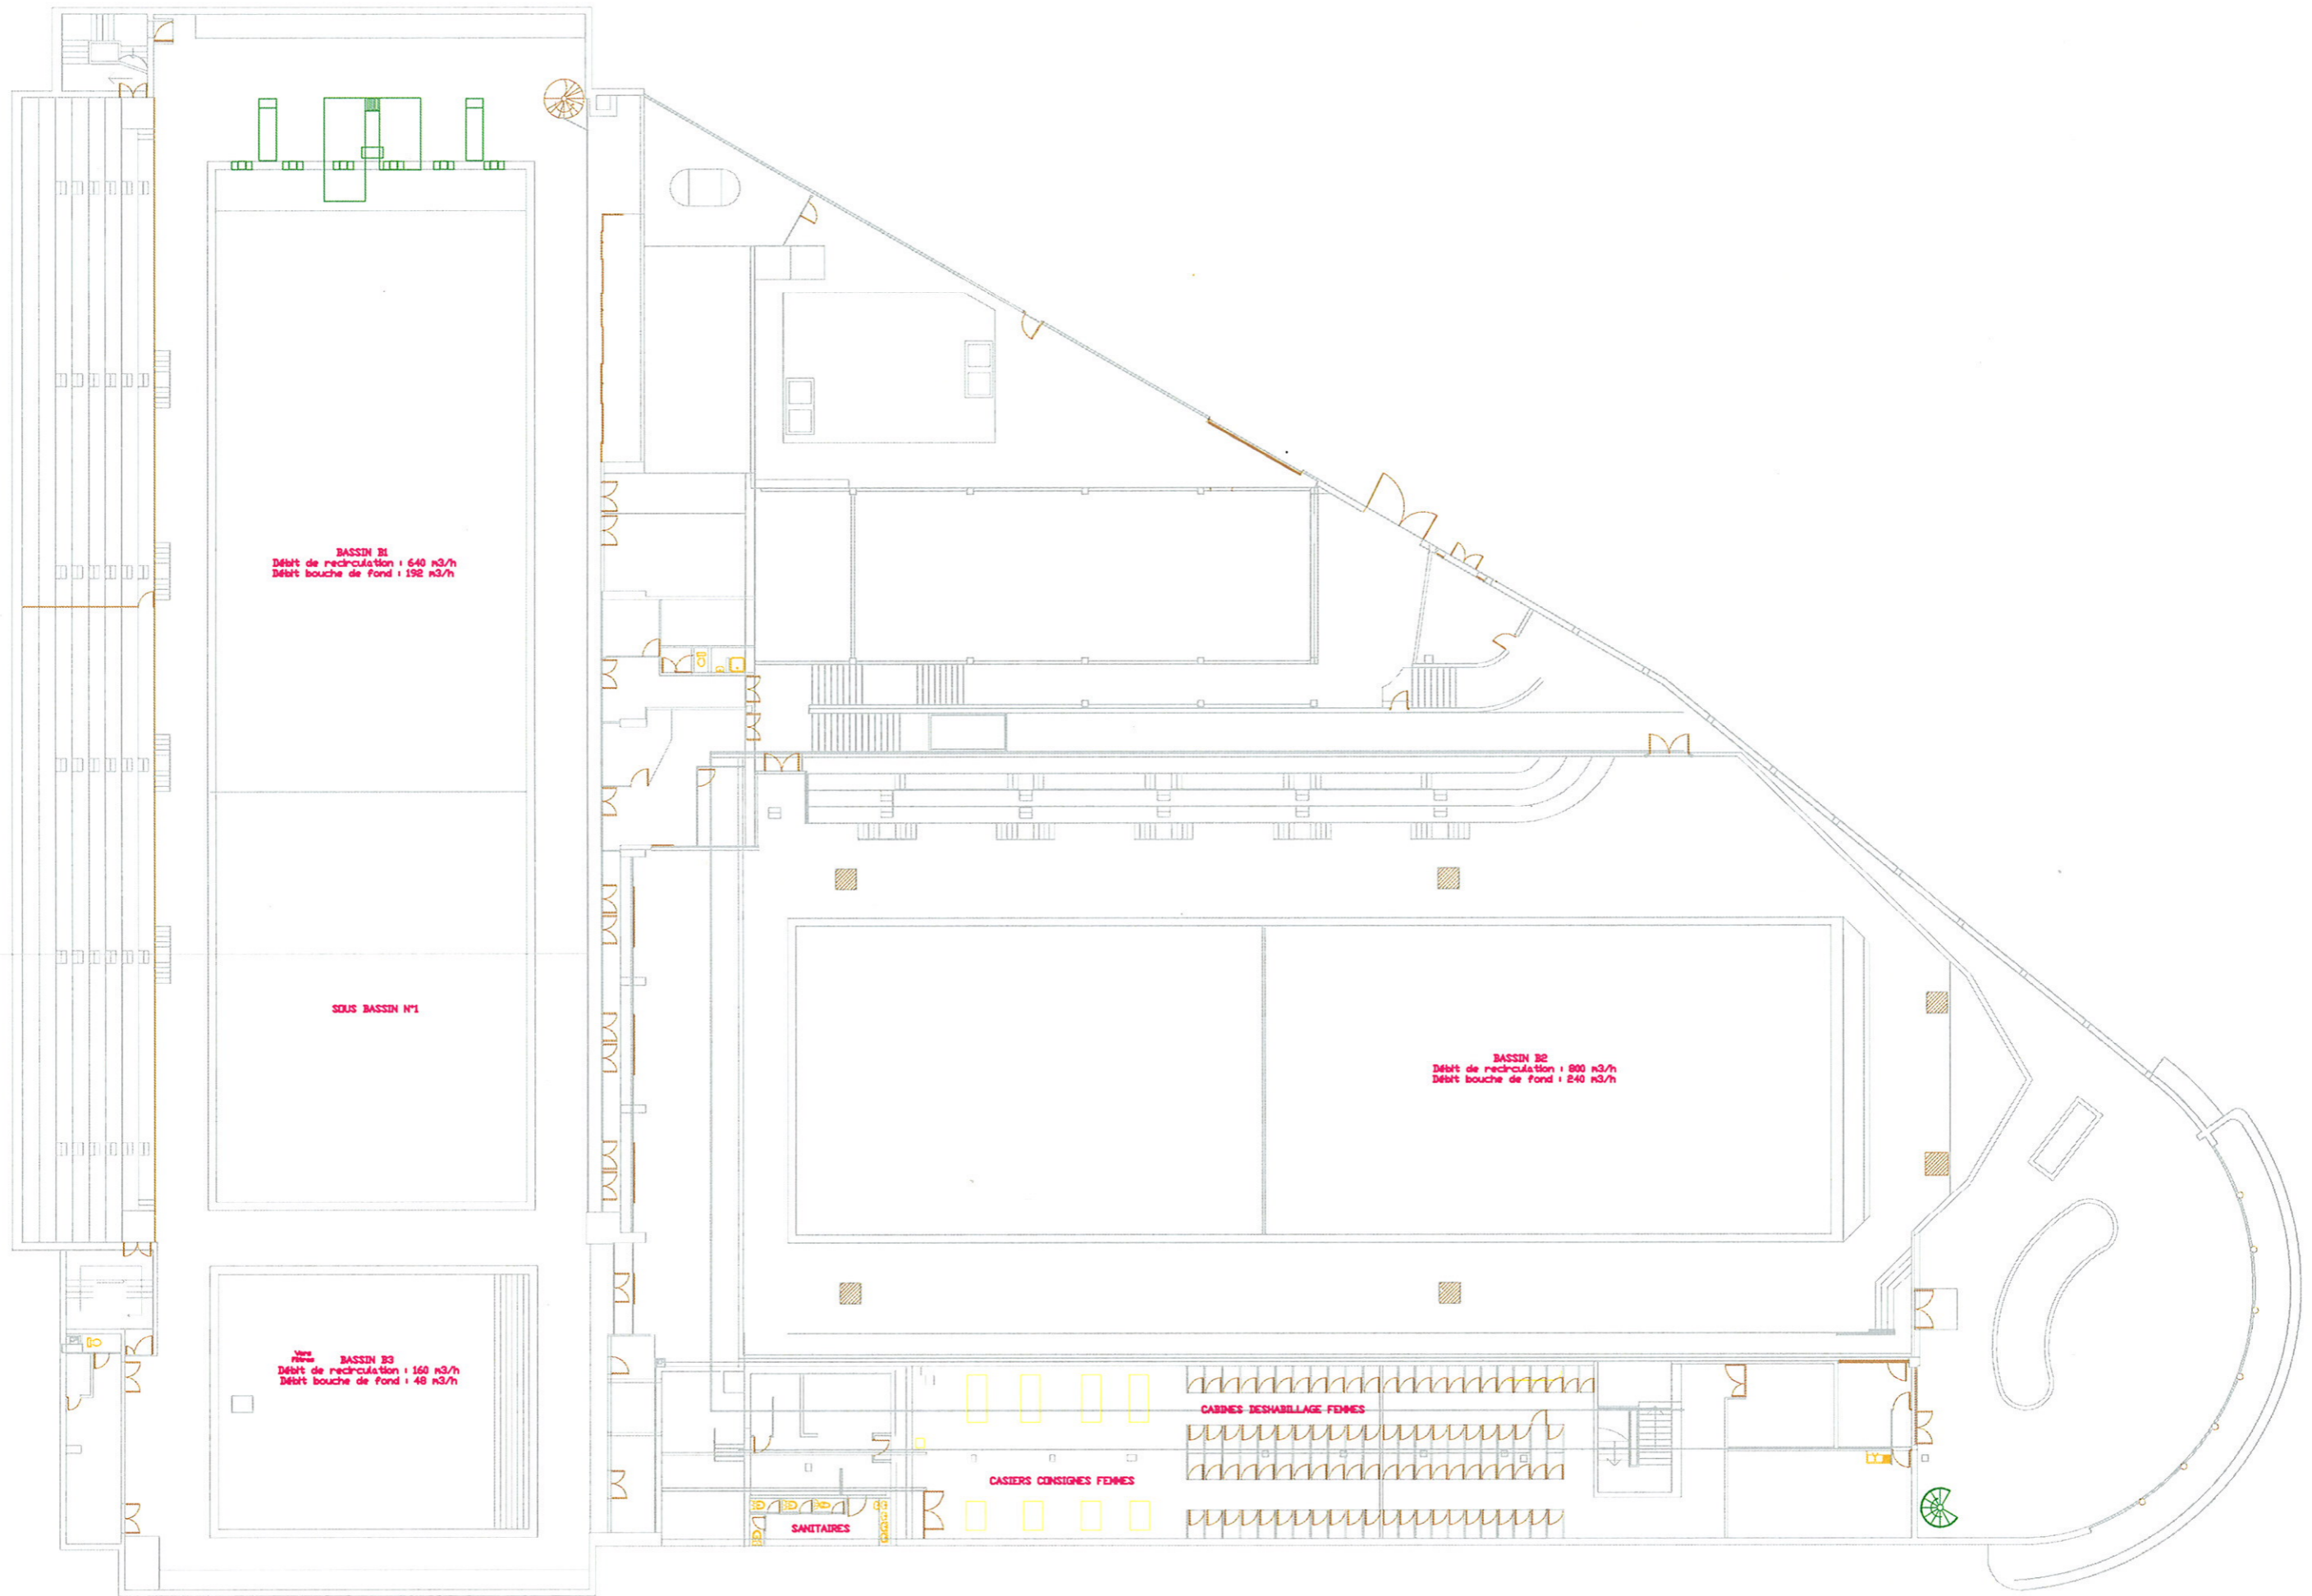 BASSIN B1
Débit de recirculation : 640 m3/h
Débit bouche de fond : 192 m3/h
SOUS BASSIN N°1
BASSIN B2
Débit de recirculation : 800 m3/h
Débit bouche de fond : 240 m3/h
Vers
Filtres
BASSIN B3
Débit de recirculation : 160 m3/h
Débit bouche de fond : 48 m3/h
CABINES DESHABILLAGE FEMMES
CASIERS CONSIGNES FEMMES
SANITAIRES